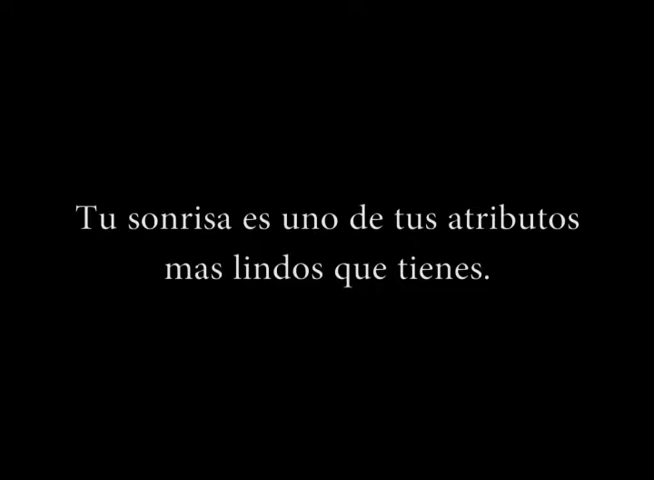 Tu sonrisa es uno de tus atributos
mas lindos que tienes.